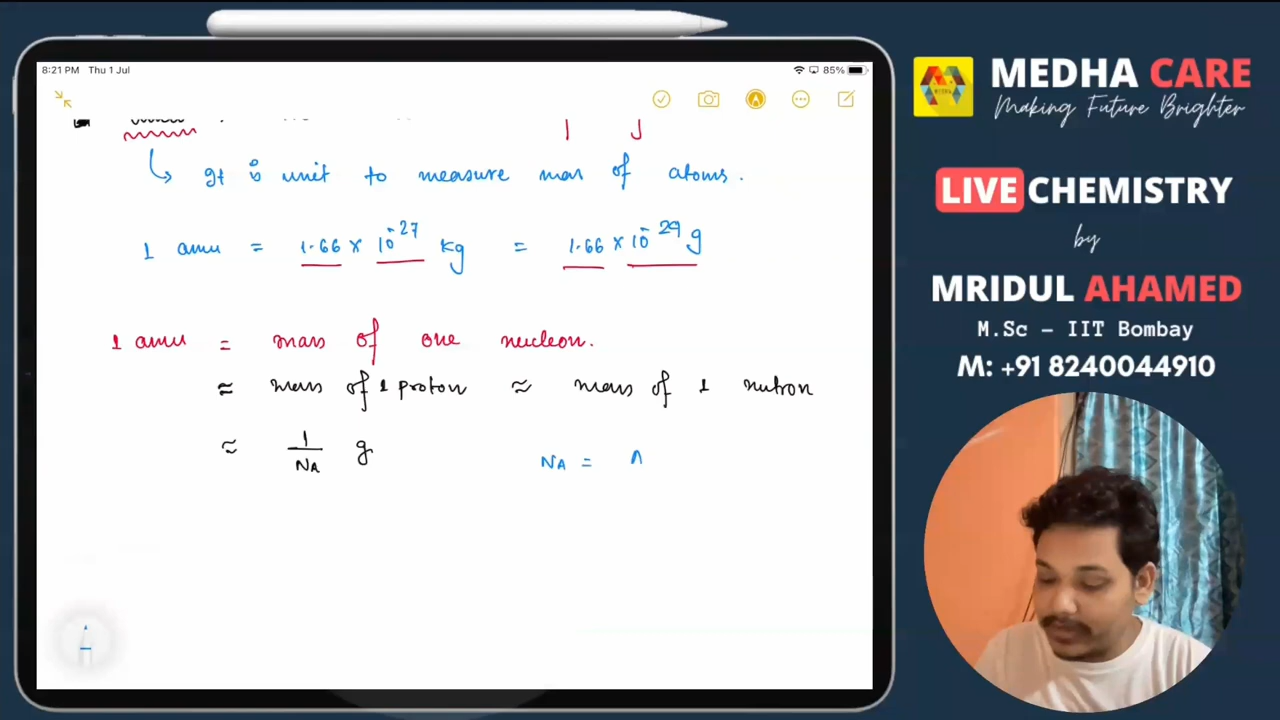 8:21 PM Thu 1 Jul
85%
It is unit to measure mass of atoms.
1 amu = 1.66 × 10⁻²⁷ kg = 1.66 × 10⁻²⁹ g
1 amu = mass of one nucleon.
≈ mass of 1 proton ≈ mass of 1 nutron
≈ 1/NA g
NA = A
MEDHA CARE
Making Future Brighter
LIVE CHEMISTRY
by
MRIDUL AHAMED
M.Sc – IIT Bombay
M: +91 8240044910